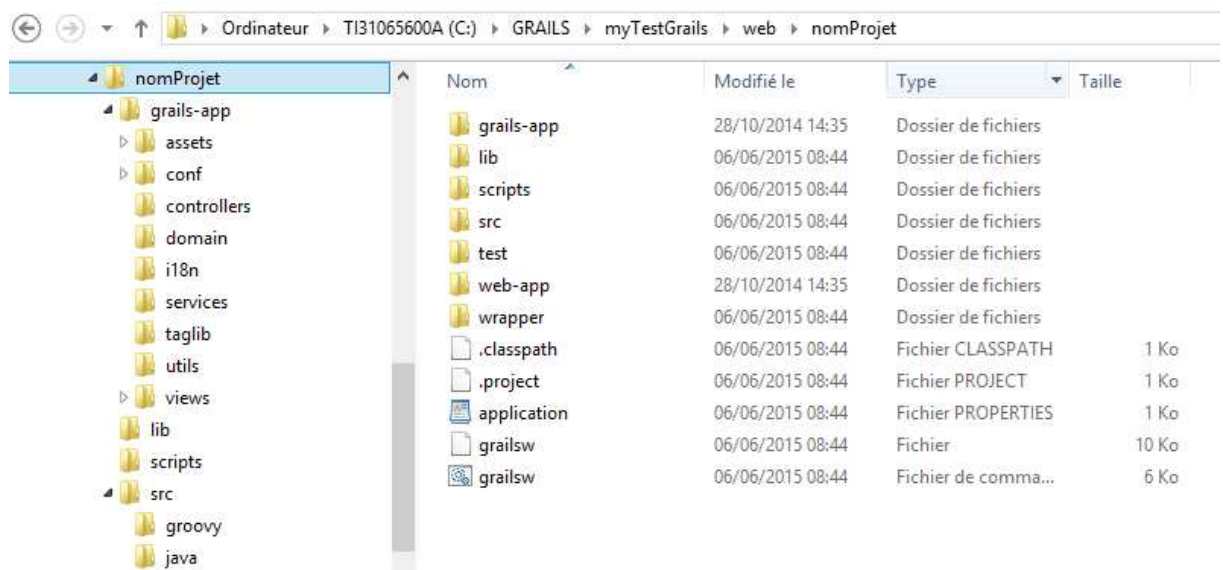 Ordinateur TI31065600A (C:) GRAILS myTestGrails web nomProjet
nomProjet
grails-app
assets
conf
controllers
domain
i18n
services
taglib
utils
views
lib
scripts
src
groovy
java
Nom Modifié le Type Taille
grails-app 28/10/2014 14:35 Dossier de fichiers
lib 06/06/2015 08:44 Dossier de fichiers
scripts 06/06/2015 08:44 Dossier de fichiers
src 06/06/2015 08:44 Dossier de fichiers
test 06/06/2015 08:44 Dossier de fichiers
web-app 28/10/2014 14:35 Dossier de fichiers
wrapper 06/06/2015 08:44 Dossier de fichiers
.classpath 06/06/2015 08:44 Fichier CLASSPATH 1 Ko
.project 06/06/2015 08:44 Fichier PROJECT 1 Ko
application 06/06/2015 08:44 Fichier PROPERTIES 1 Ko
grailsw 06/06/2015 08:44 Fichier 10 Ko
grailsw 06/06/2015 08:44 Fichier de comma... 6 Ko